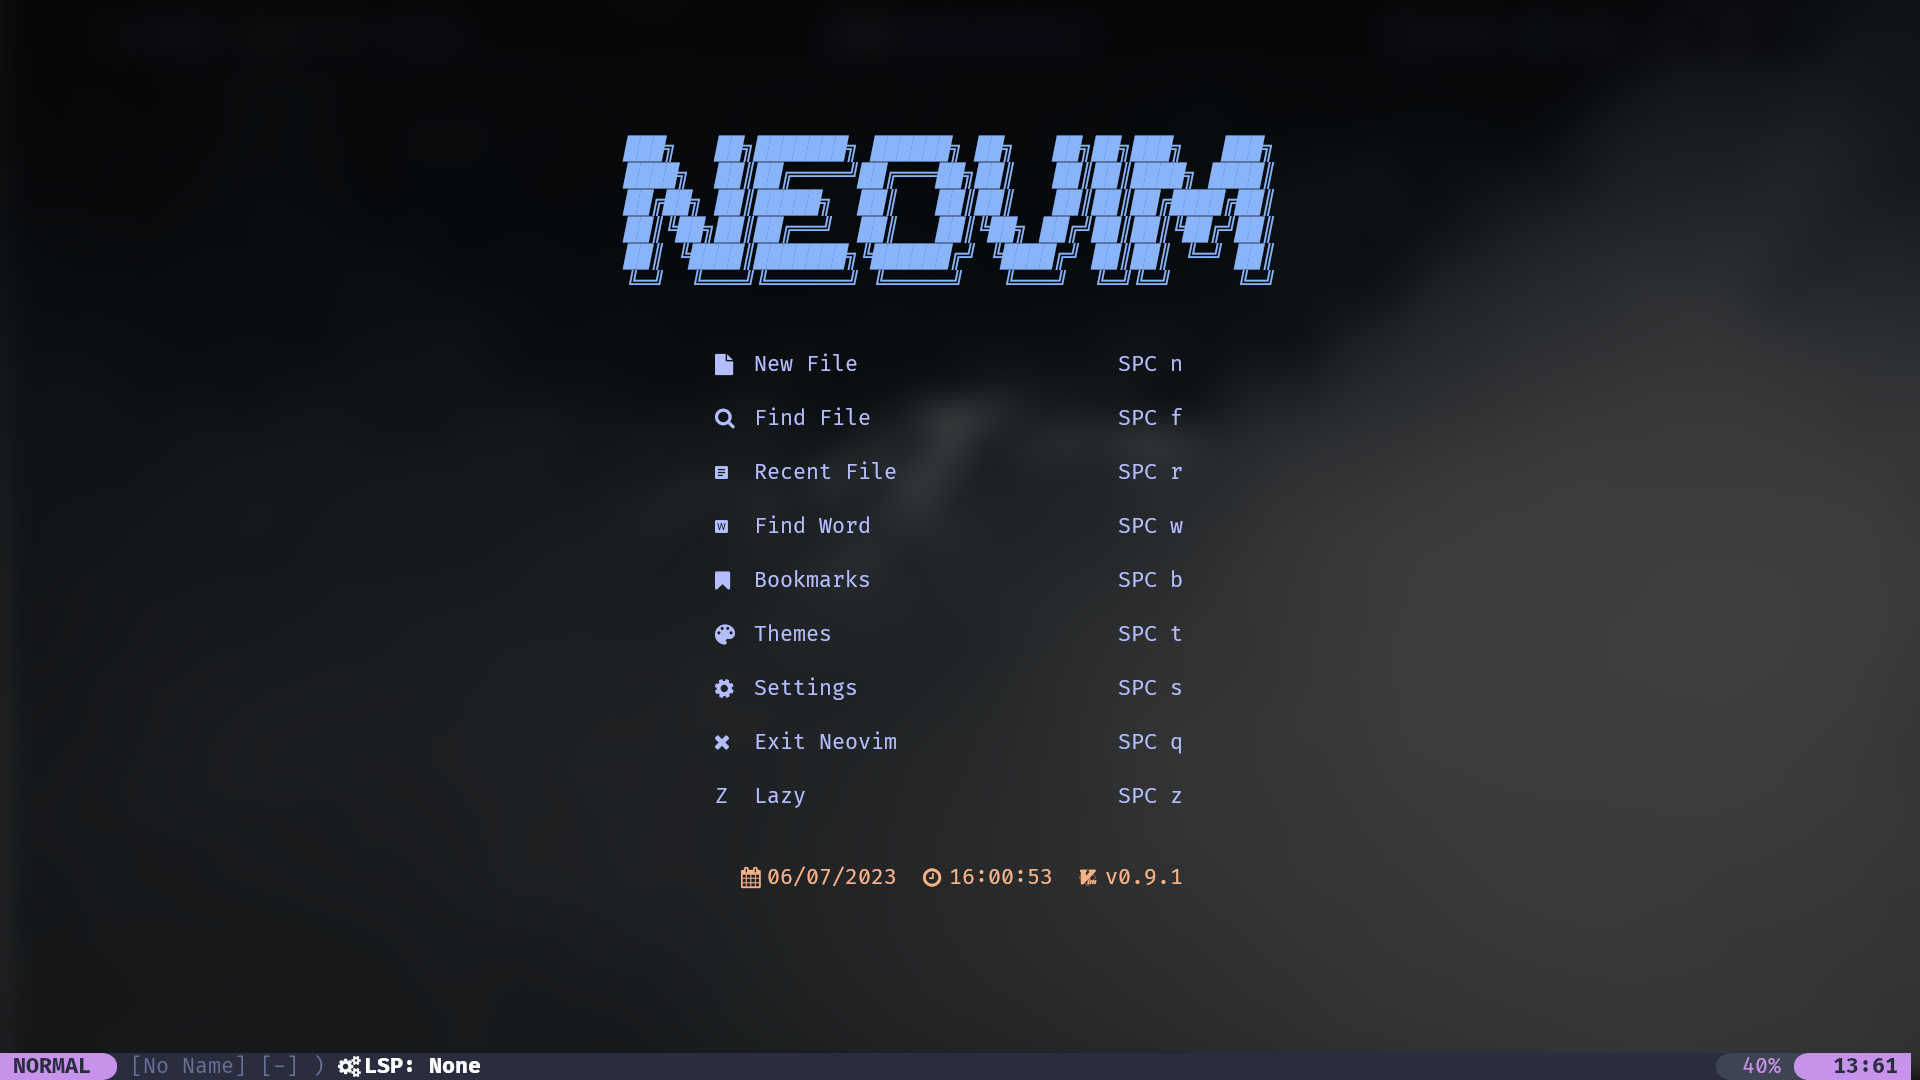 NEOVIM
New File SPC n
Find File SPC f
Recent File SPC r
Find Word SPC w
Bookmarks SPC b
Themes SPC t
Settings SPC s
Exit Neovim SPC q
Z Lazy SPC z
06/07/2023 16:00:53 v0.9.1
NORMAL [No Name] [-] ) LSP: None 40% 13:61